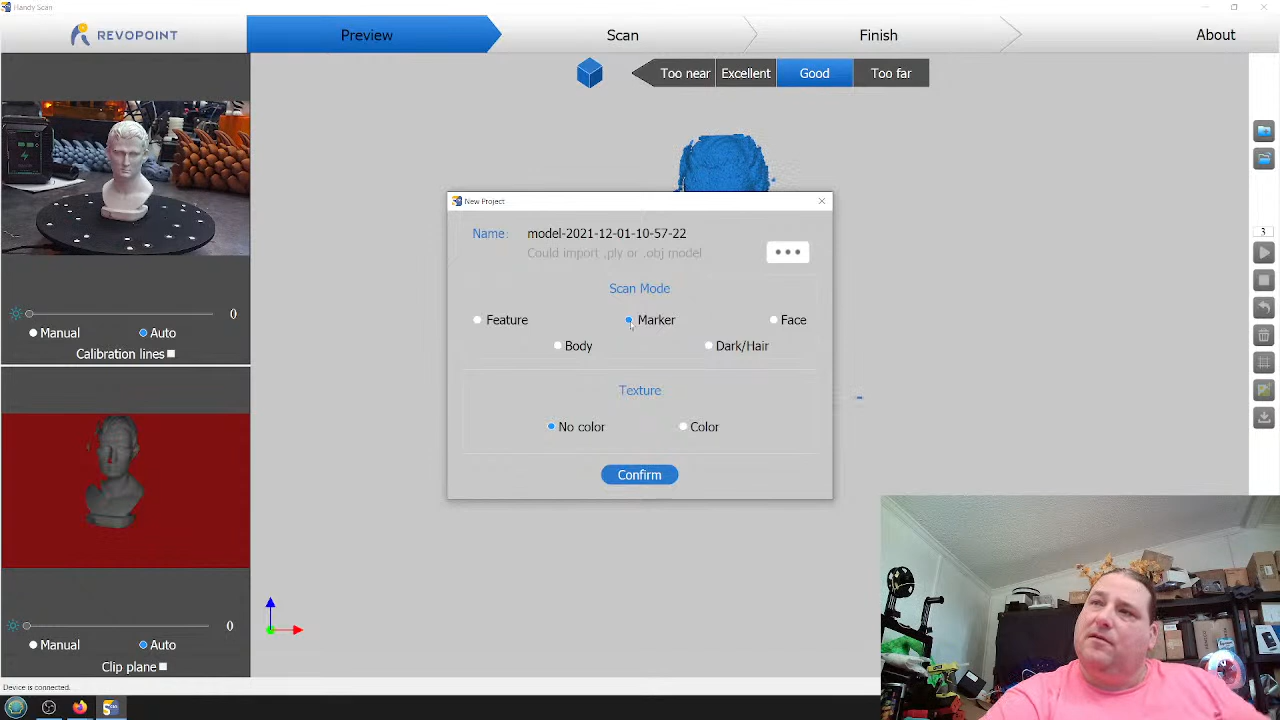 Handy Scan
REVOPOINT
Preview
Scan
Finish
About
Too near
Excellent
Good
Too far
0
Manual
Auto
Calibration lines
0
Manual
Auto
Clip plane
New Project
Name:
model-2021-12-01-10-57-22
Could import .ply or .obj model
Scan Mode
Feature
Marker
Face
Body
Dark/Hair
Texture
No color
Color
Confirm
3
Device is connected.